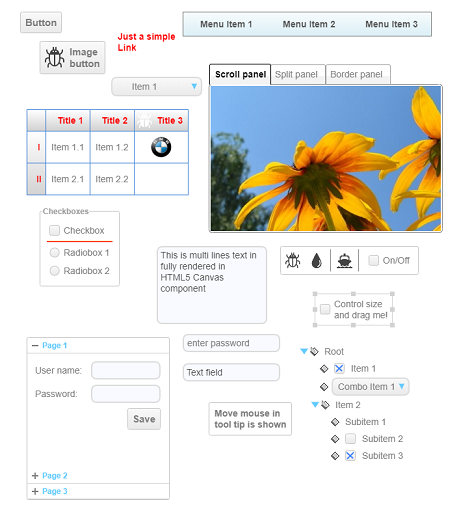 Button
Just a simple
Link
Menu Item 1 Menu Item 2 Menu Item 3
Image
button
Item 1
Scroll panel Split panel Border panel
Title 1 Title 2 Title 3
I Item 1.1 Item 1.2
II Item 2.1 Item 2.2
Checkboxes
Checkbox
Radiobox 1
Radiobox 2
This is multi lines text in
fully rendered in
HTML5 Canvas
component
On/Off
Control size
and drag me!
Page 1
User name:
Password:
Save
Page 2
Page 3
enter password
Text field
Move mouse in
tool tip is shown
Root
Item 1
Combo Item 1
Item 2
Subitem 1
Subitem 2
Subitem 3